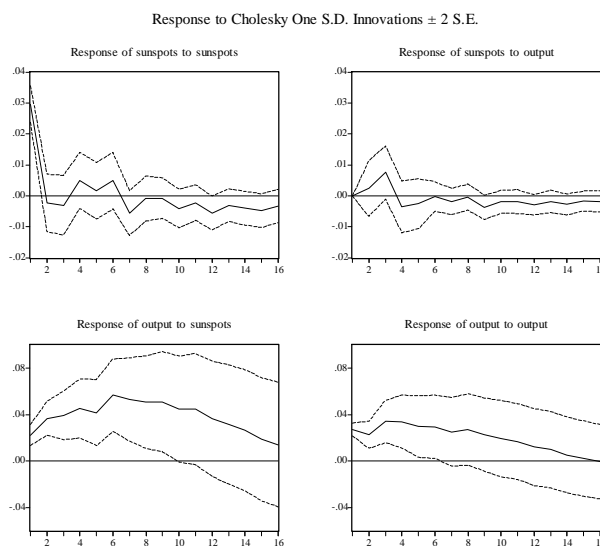 Response to Cholesky One S.D. Innovations ± 2 S.E.
Response of sunspots to sunspots
.04
.03
.02
.01
.00
-.01
-.02
2 4 6 8 10 12 14 16
Response of sunspots to output
.04
.03
.02
.01
.00
-.01
-.02
2 4 6 8 10 12 14 16
Response of output to sunspots
.08
.04
.00
-.04
2 4 6 8 10 12 14 16
Response of output to output
.08
.04
.00
-.04
2 4 6 8 10 12 14 16